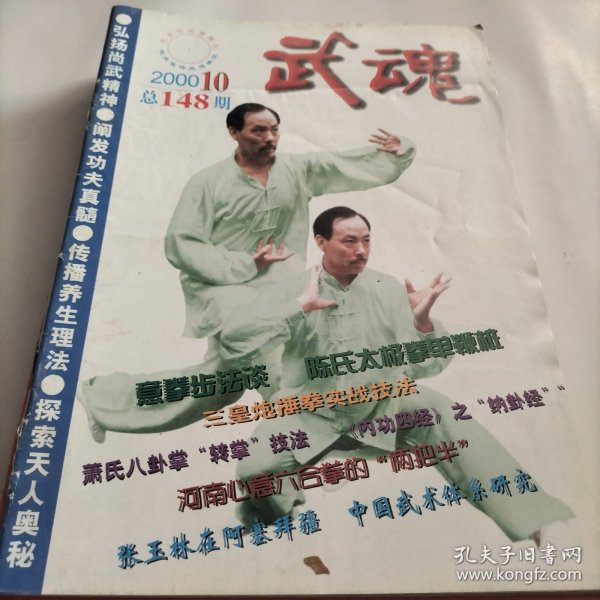 武魂
2000 10
总148期
弘扬尚武精神●阐发功夫真髓●传播养生理法●探索天人奥秘
意拳步法谈 陈氏太极拳单鞭桩
三皇炮捶拳实战技法
萧氏八卦掌“转掌”技法 《内功四经》之“纳卦经”
河南心意六合拳的“两把半”
张玉林在阿塞拜疆 中国武术体系研究
孔夫子旧书网
www.kongfz.com